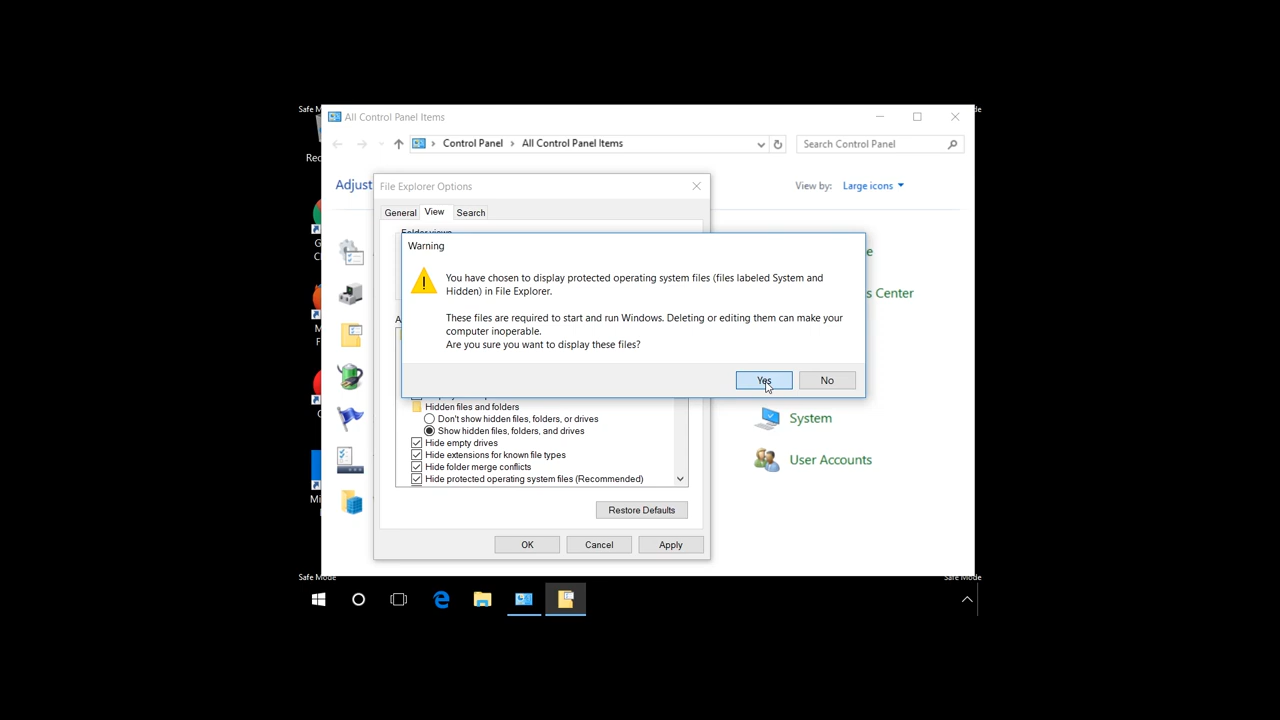 Safe M
de
All Control Panel Items
Control Panel > All Control Panel Items
Search Control Panel
Rec
Adjust
View by: Large icons
File Explorer Options
General
View
Search
Folder views
Warning
You have chosen to display protected operating system files (files labeled System and
Hidden) in File Explorer.
These files are required to start and run Windows. Deleting or editing them can make your
computer inoperable.
Are you sure you want to display these files?
Yes
No
e
s Center
G
C
M
F
A
Hidden files and folders
Don't show hidden files, folders, or drives
Show hidden files, folders, and drives
Hide empty drives
Hide extensions for known file types
Hide folder merge conflicts
Hide protected operating system files (Recommended)
System
User Accounts
Mi
Restore Defaults
OK
Cancel
Apply
Safe Mode
Safe Mode